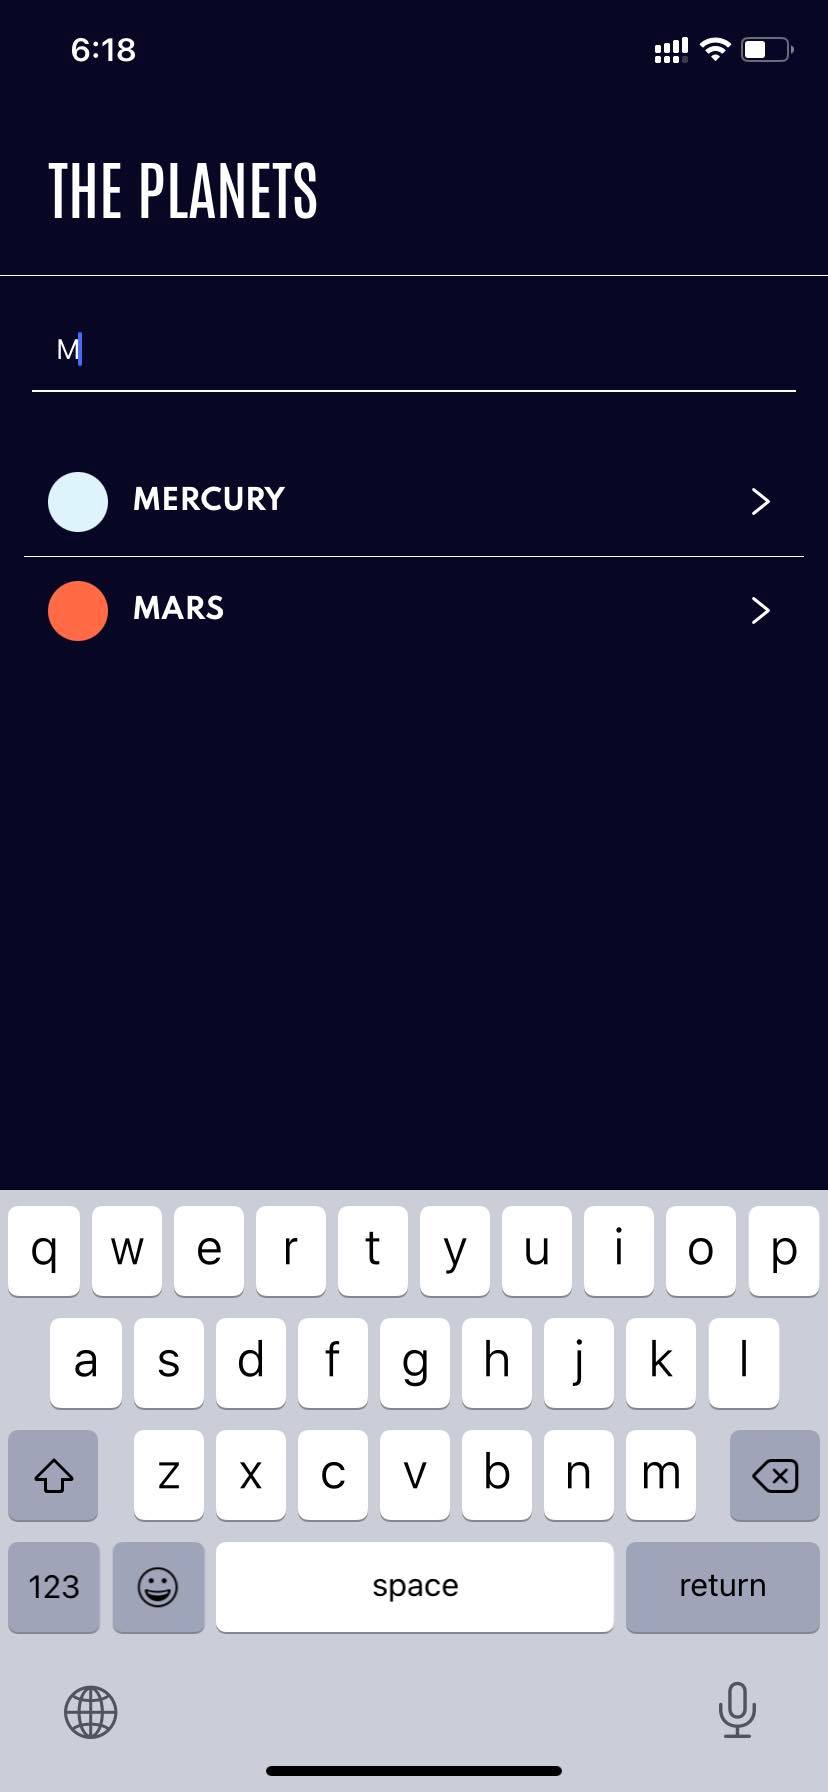 6:18
THE PLANETS
M
MERCURY
MARS
q w e r t y u i o p
a s d f g h j k l
z x c v b n m
123 space return